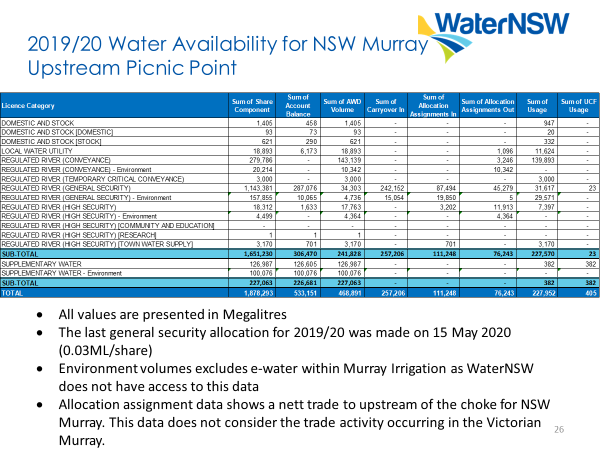 WaterNSW
2019/20 Water Availability for NSW Murray
Upstream Picnic Point
Licence Category | Sum of Share Component | Sum of Account Balance | Sum of AWD Volume | Sum of Carryover In | Sum of Allocation Assignments In | Sum of Allocation Assignments Out | Sum of Usage | Sum of UCF Usage
DOMESTIC AND STOCK 1,405 458 1,405 - - - 947 -
DOMESTIC AND STOCK [DOMESTIC] 93 73 93 - - - 20 -
DOMESTIC AND STOCK [STOCK] 621 290 621 - - - 332 -
LOCAL WATER UTILITY 18,893 6,173 18,893 - - 1,096 11,624 -
REGULATED RIVER (CONVEYANCE) 279,786 - 143,139 - - 3,246 139,893 -
REGULATED RIVER (CONVEYANCE) - Environment 20,214 - 10,342 - - 10,342 - -
REGULATED RIVER (TEMPORARY CRITICAL CONVEYANCE) 3,000 - 3,000 - - - 3,000 -
REGULATED RIVER (GENERAL SECURITY) 1,143,381 287,076 34,303 242,152 87,494 45,279 31,617 23
REGULATED RIVER (GENERAL SECURITY) - Environment 157,855 10,065 4,736 15,054 19,850 5 29,571 -
REGULATED RIVER (HIGH SECURITY) 18,312 1,633 17,763 - 3,202 11,913 7,397 -
REGULATED RIVER (HIGH SECURITY) - Environment 4,499 - 4,364 - - 4,364 - -
REGULATED RIVER (HIGH SECURITY) [COMMUNITY AND EDUCATION] - - - - - - - -
REGULATED RIVER (HIGH SECURITY) [RESEARCH] 1 1 1 - - - - -
REGULATED RIVER (HIGH SECURITY) [TOWN WATER SUPPLY] 3,170 701 3,170 - 701 - 3,170 -
SUB-TOTAL 1,651,230 306,470 241,828 257,206 111,248 76,243 227,570 23
SUPPLEMENTARY WATER 126,987 126,605 126,987 - - - 382 382
SUPPLEMENTARY WATER - Environment 100,076 100,076 100,076 - - - - -
SUB-TOTAL 227,063 226,681 227,063 - - - 382 382
TOTAL 1,878,293 533,151 468,891 257,206 111,248 76,243 227,952 405
• All values are presented in Megalitres
• The last general security allocation for 2019/20 was made on 15 May 2020
(0.03ML/share)
• Environment volumes excludes e-water within Murray Irrigation as WaterNSW
does not have access to this data
• Allocation assignment data shows a nett trade to upstream of the choke for NSW
Murray. This data does not consider the trade activity occurring in the Victorian
Murray.
26